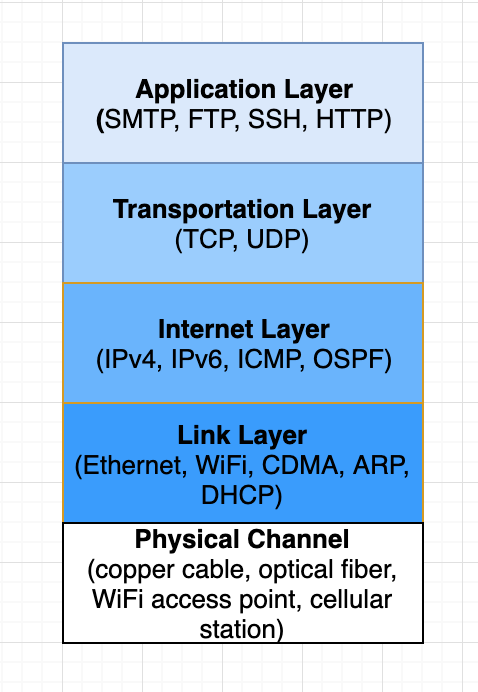 Application Layer
(SMTP, FTP, SSH, HTTP)
Transportation Layer
(TCP, UDP)
Internet Layer
(IPv4, IPv6, ICMP, OSPF)
Link Layer
(Ethernet, WiFi, CDMA, ARP,
DHCP)
Physical Channel
(copper cable, optical fiber,
WiFi access point, cellular
station)